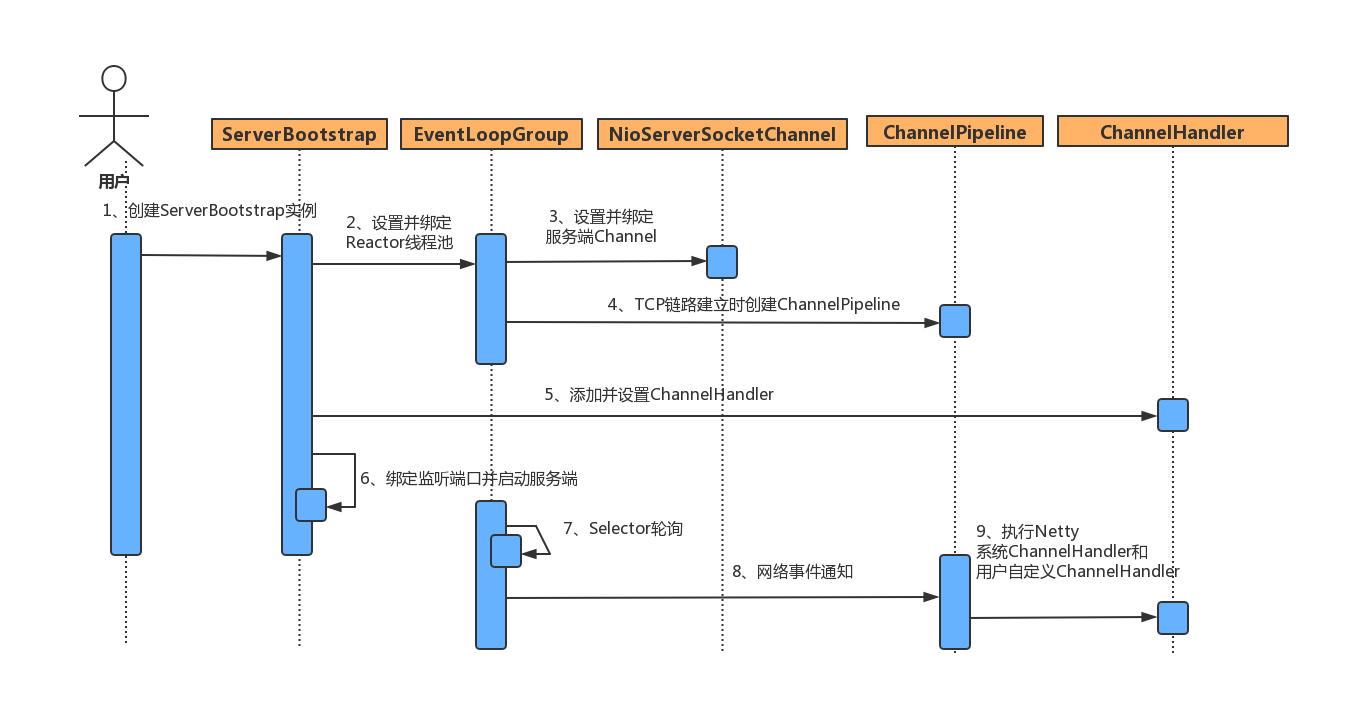 用户
ServerBootstrap
EventLoopGroup
NioServerSocketChannel
ChannelPipeline
ChannelHandler
1、创建ServerBootstrap实例
2、设置并绑定
Reactor线程池
3、设置并绑定
服务端Channel
4、TCP链路建立时创建ChannelPipeline
5、添加并设置ChannelHandler
6、绑定监听端口并启动服务端
7、Selector轮询
8、网络事件通知
9、执行Netty
系统ChannelHandler和
用户自定义ChannelHandler